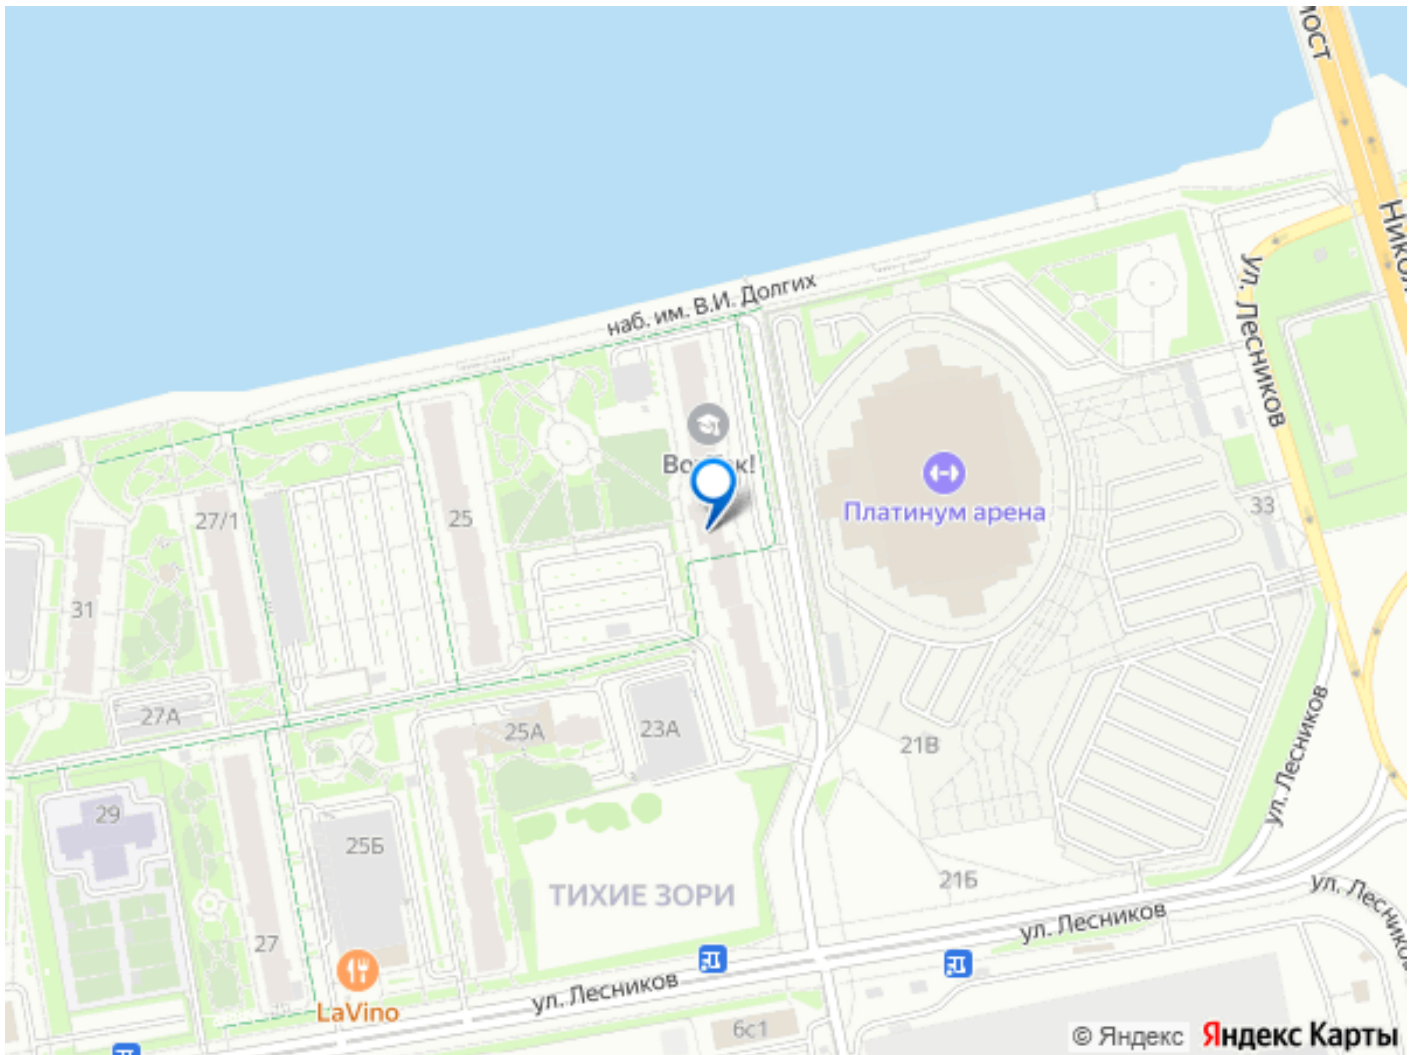 мост
Никол.
ул. Лесников
наб. им. В.И. Долгих
27/1
25
31
Платинум арена
33
27А
25А
23А
21В
ул. Лесников
29
25Б
ТИХИЕ ЗОРИ
21Б
ул. Лесников
ул. Лесников
27
LaVino
ул. Лесников
6с1
© Яндекс Яндекс Карты